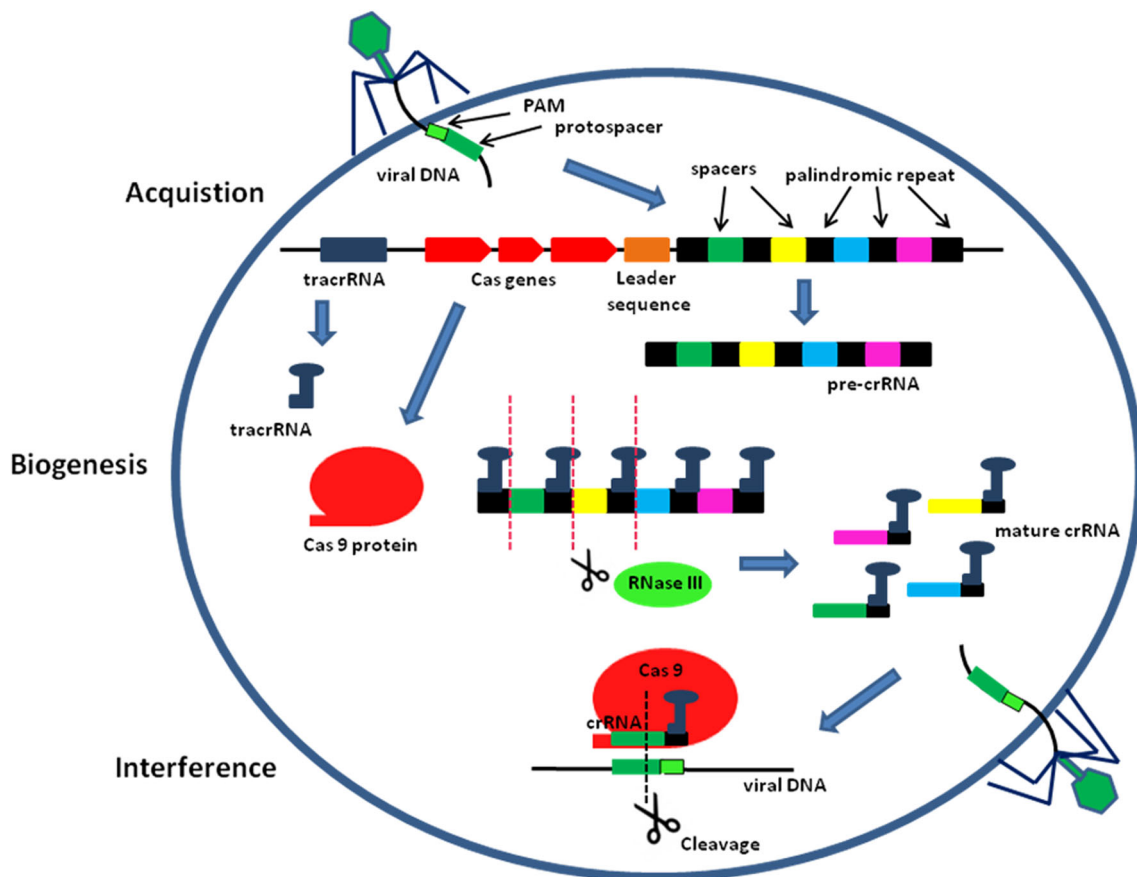 PAM
protospacer
viral DNA
Acquistion
spacers
palindromic repeat
tracrRNA
Cas genes
Leader
sequence
pre-crRNA
tracrRNA
Biogenesis
Cas 9 protein
RNase III
mature crRNA
Cas 9
crRNA
Interference
viral DNA
Cleavage